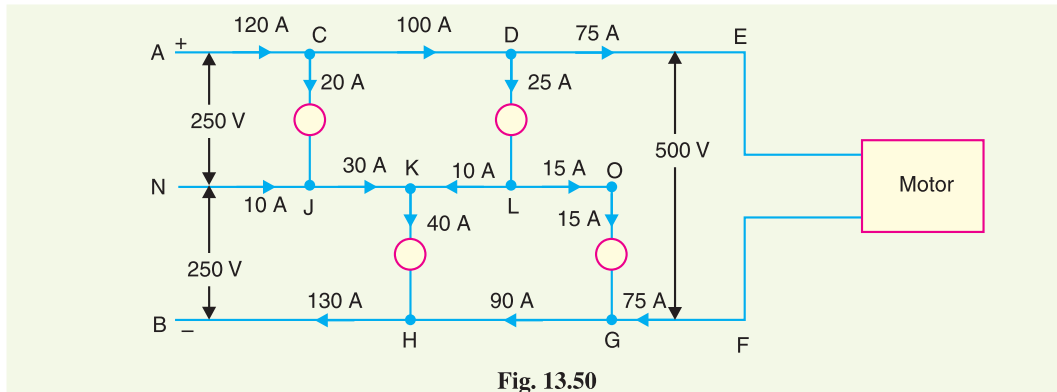 120 A C 100 A D 75 A E
A +
20 A 25 A
250 V 500 V
30 A K 10 A 15 A O
N Motor
10 A J L
40 A 15 A
250 V
130 A 90 A 75 A
B –
H G F
Fig. 13.50